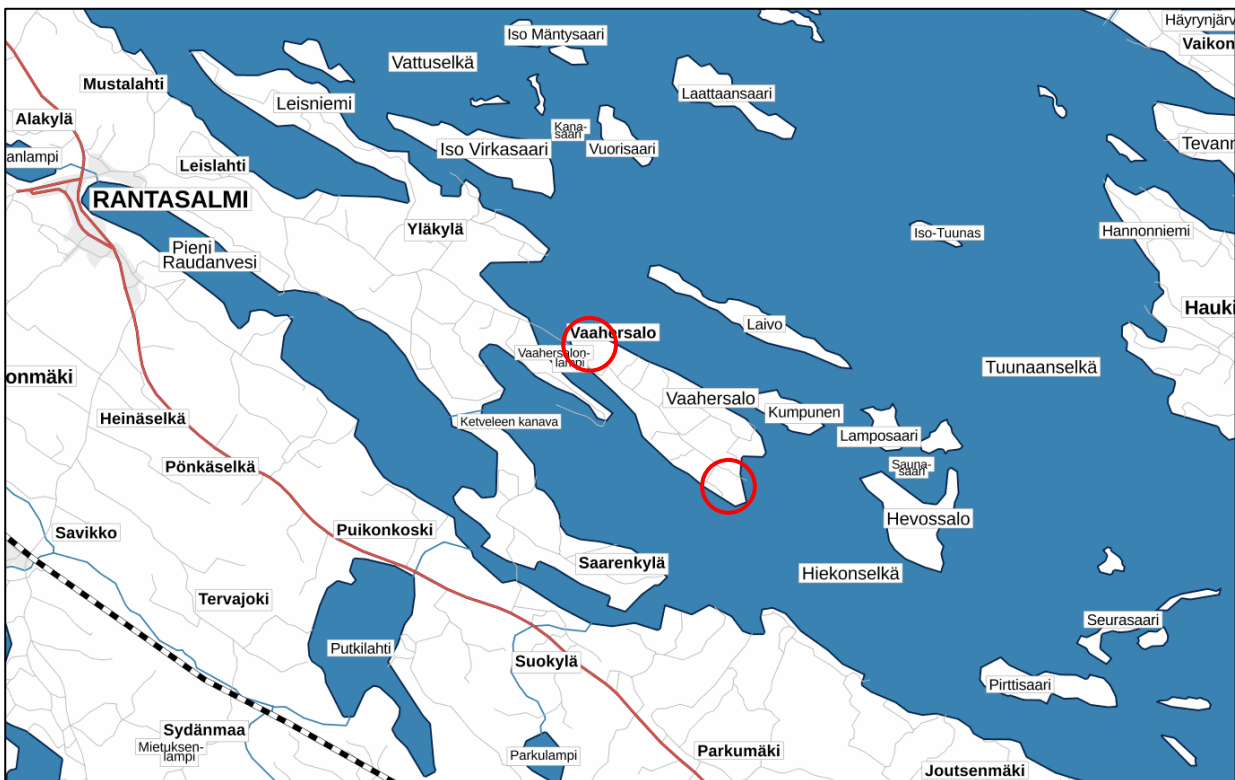 Iso Mäntysaari
Häyrynjärv
Vaikon
Vattuselkä
Mustalahti
Laattaansaari
Leisniemi
Alakylä
Kana-
saari
Iso Virkasaari
Vuorisaari
Tevann
anlampi
Leislahti
RANTASALMI
Yläkylä
Iso-Tuunas
Hannonniemi
Pieni
Raudanvesi
Hauki
Laivo
Vaahersalo
Vaahersalon-
lampi
Tuunaanselkä
onmäki
Vaahersalo
Kumpunen
Heinäselkä
Ketveleen kanava
Lamposaari
Pönkäselkä
Sauna-
saari
Savikko
Puikonkoski
Hevossalo
Saarenkylä
Hiekonselkä
Tervajoki
Seurasaari
Putkilahti
Suokylä
Pirttisaari
Sydänmaa
Mietuksen-
lampi
Parkulampi
Parkumäki
Joutsenmäki